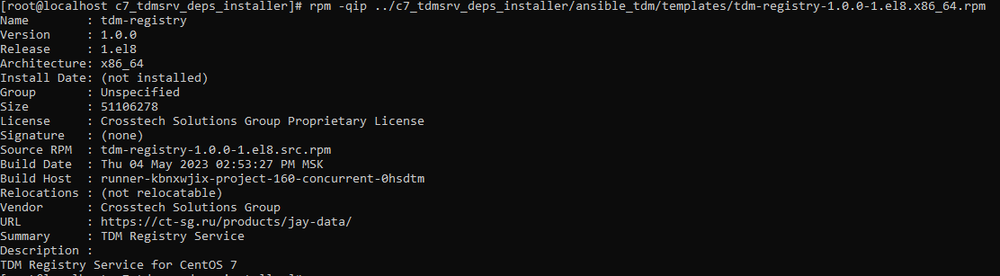 [root@localhost c7_tdmsrv_deps_installer]# rpm -qip ../c7_tdmsrv_deps_installer/ansible_tdm/templates/tdm-registry-1.0.0-1.el8.x86_64.rpm
Name        : tdm-registry
Version     : 1.0.0
Release     : 1.el8
Architecture: x86_64
Install Date: (not installed)
Group       : Unspecified
Size        : 51106278
License     : Crosstech Solutions Group Proprietary License
Signature   : (none)
Source RPM  : tdm-registry-1.0.0-1.el8.src.rpm
Build Date  : Thu 04 May 2023 02:53:27 PM MSK
Build Host  : runner-kbnxwjix-project-160-concurrent-0hsdtm
Relocations : (not relocatable)
Vendor      : Crosstech Solutions Group
URL         : https://ct-sg.ru/products/jay-data/
Summary     : TDM Registry Service
Description :
TDM Registry Service for CentOS 7